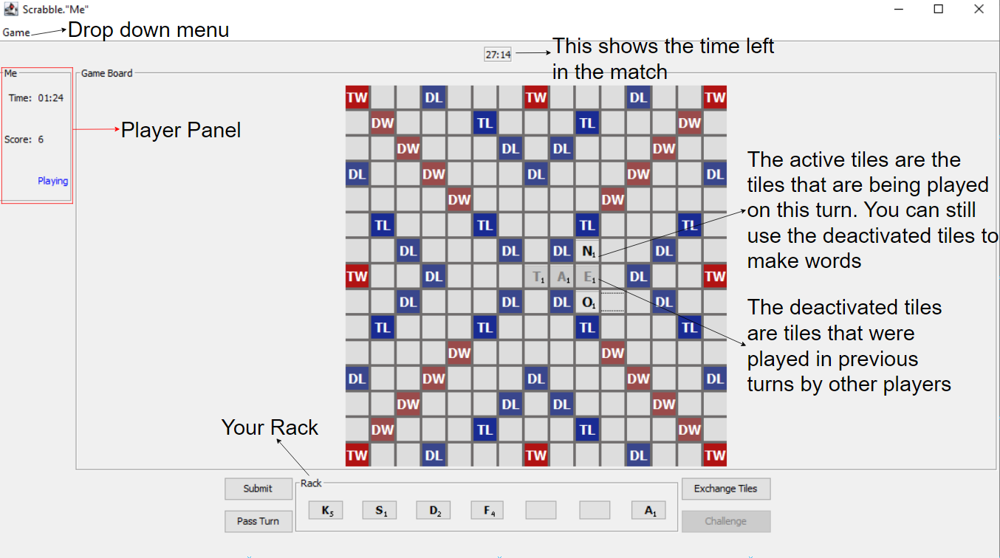 Scrabble."Me"
Game
Drop down menu
27:14
This shows the time left
in the match
Me
Time: 01:24
Score: 6
Playing
Player Panel
Game Board
TW DL TW DL TW
DW TL TL DW
DW DL DL DW
DL DW DL DW DL
DW DW
TL TL TL TL
DL DL DL N1 DL
TW DL T1 A1 E1 DL TW
DL DL DL O1 DL
TL TL TL TL
DW DW
DL DW DL DW DL
DW DL DL DW
DW TL TL DW
TW DL TW DL TW
The active tiles are the
tiles that are being played
on this turn. You can still
use the deactivated tiles to
make words
The deactivated tiles
are tiles that were
played in previous
turns by other players
Your Rack
Submit
Pass Turn
Rack
K5 S1 D2 F4 A1
Exchange Tiles
Challenge